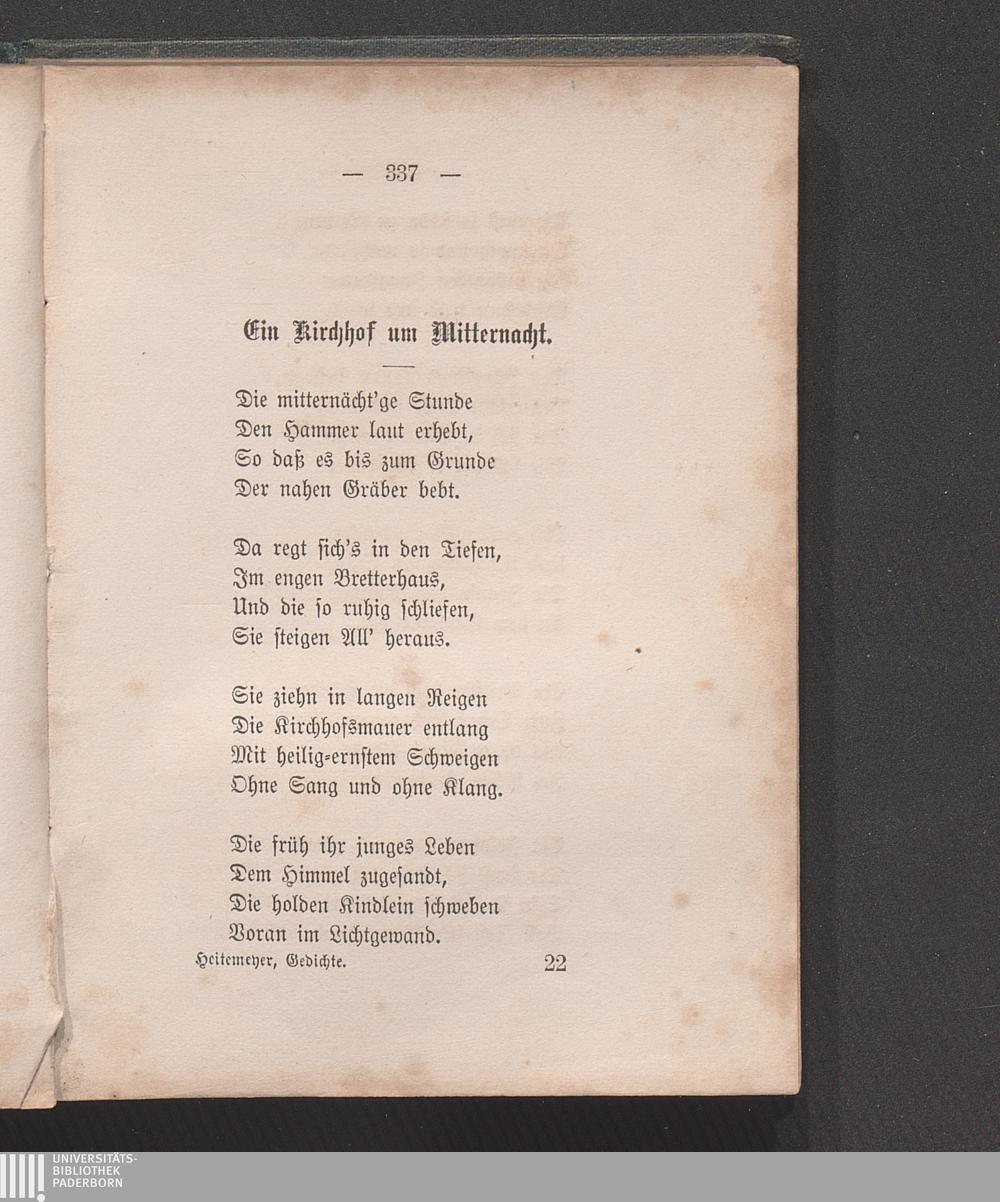 — 337 —
Ein Kirchhof um Mitternacht.
Die mitternächt'ge Stunde
Den Hammer laut erhebt,
So daß es bis zum Grunde
Der nahen Gräber bebt.
Da regt sich's in den Tiefen,
Im engen Bretterhaus,
Und die so ruhig schliefen,
Sie steigen All' heraus.
Sie ziehn in langen Reigen
Die Kirchhofsmauer entlang
Mit heilig-ernstem Schweigen
Ohne Sang und ohne Klang.
Die früh ihr junges Leben
Dem Himmel zugesandt,
Die holden Kindlein schweben
Voran im Lichtgewand.
Heitemeyer, Gedichte. 22
UNIVERSITÄTS-
BIBLIOTHEK
PADERBORN